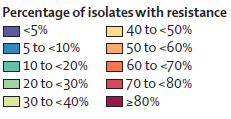 Percentage of isolates with resistance
<5%
5 to <10%
10 to <20%
20 to <30%
30 to <40%
40 to <50%
50 to <60%
60 to <70%
70 to <80%
≥80%